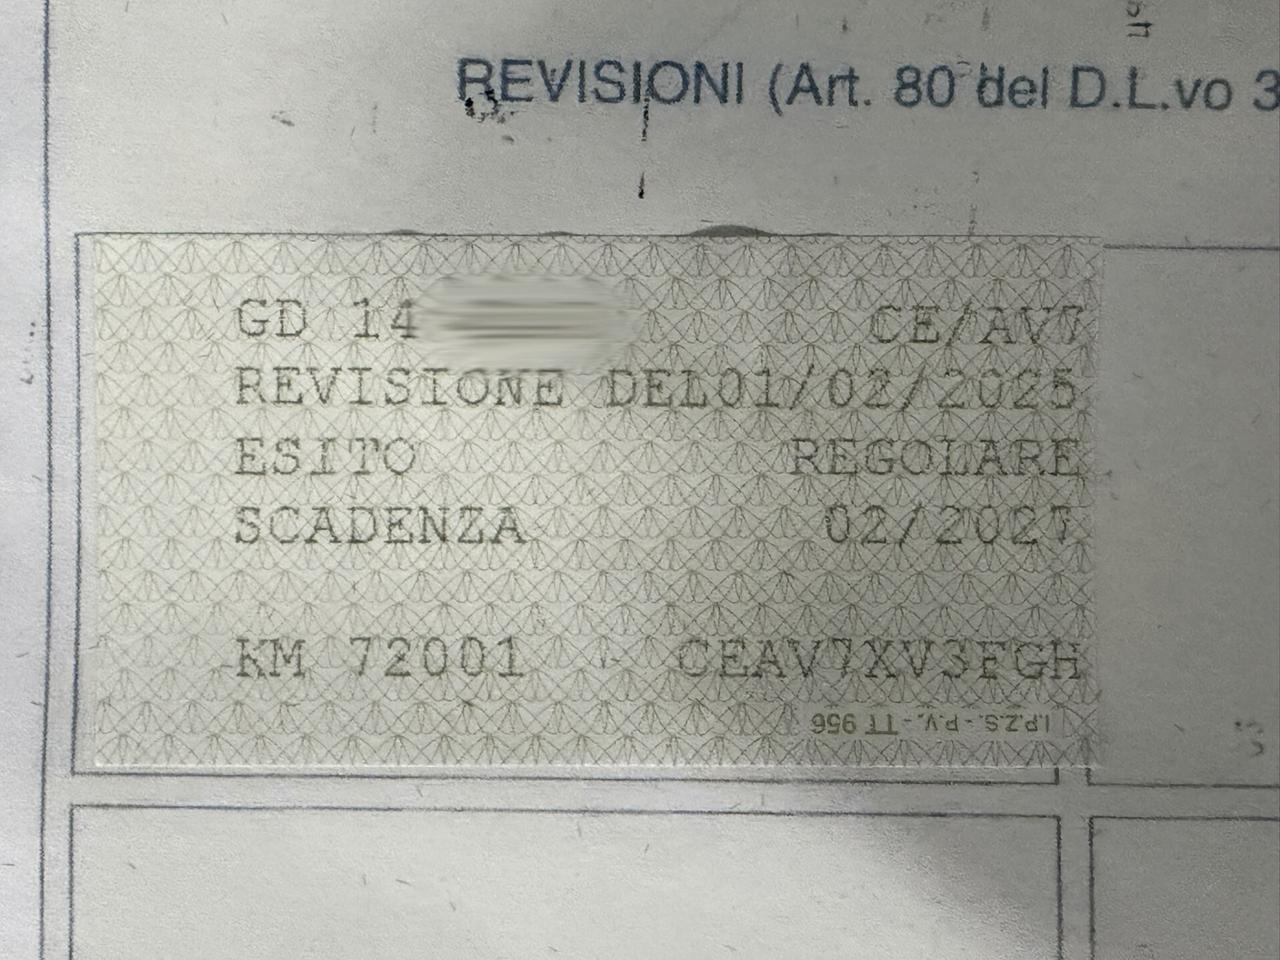 REVISIONI (Art. 80 del D.L.vo 3
GD 14 CE/AV7
REVISIONE DEL01/02/2025
ESITO REGOLARE
SCADENZA 02/2027
KM 72001 CEAV7XV3FGH
I.P.Z.S. - P.V. - TT 956